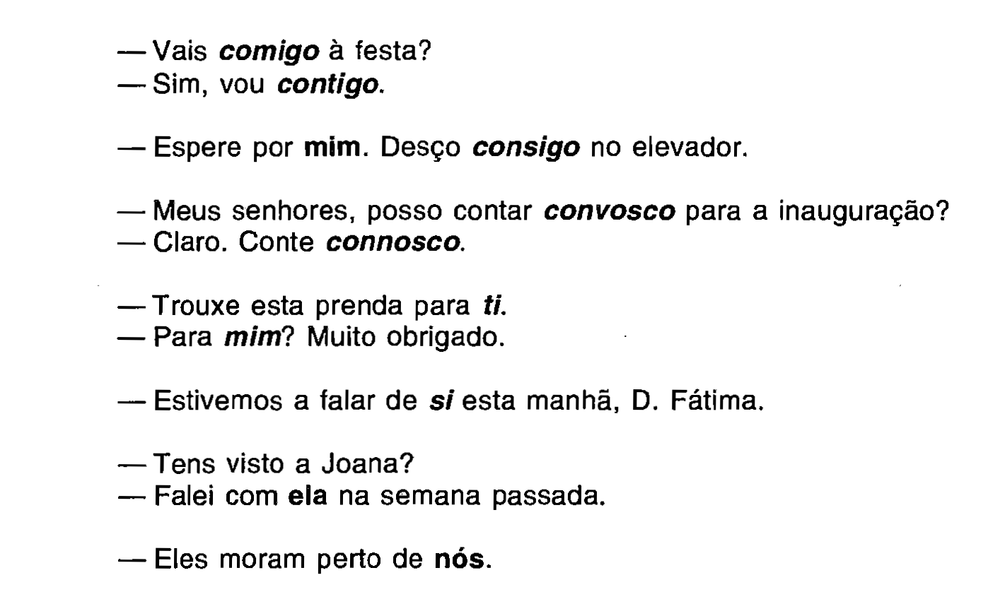 — Vais comigo à festa?
— Sim, vou contigo.
— Espere por mim. Desço consigo no elevador.
— Meus senhores, posso contar convosco para a inauguração?
— Claro. Conte connosco.
— Trouxe esta prenda para ti.
— Para mim? Muito obrigado.
— Estivemos a falar de si esta manhã, D. Fátima.
— Tens visto a Joana?
— Falei com ela na semana passada.
— Eles moram perto de nós.